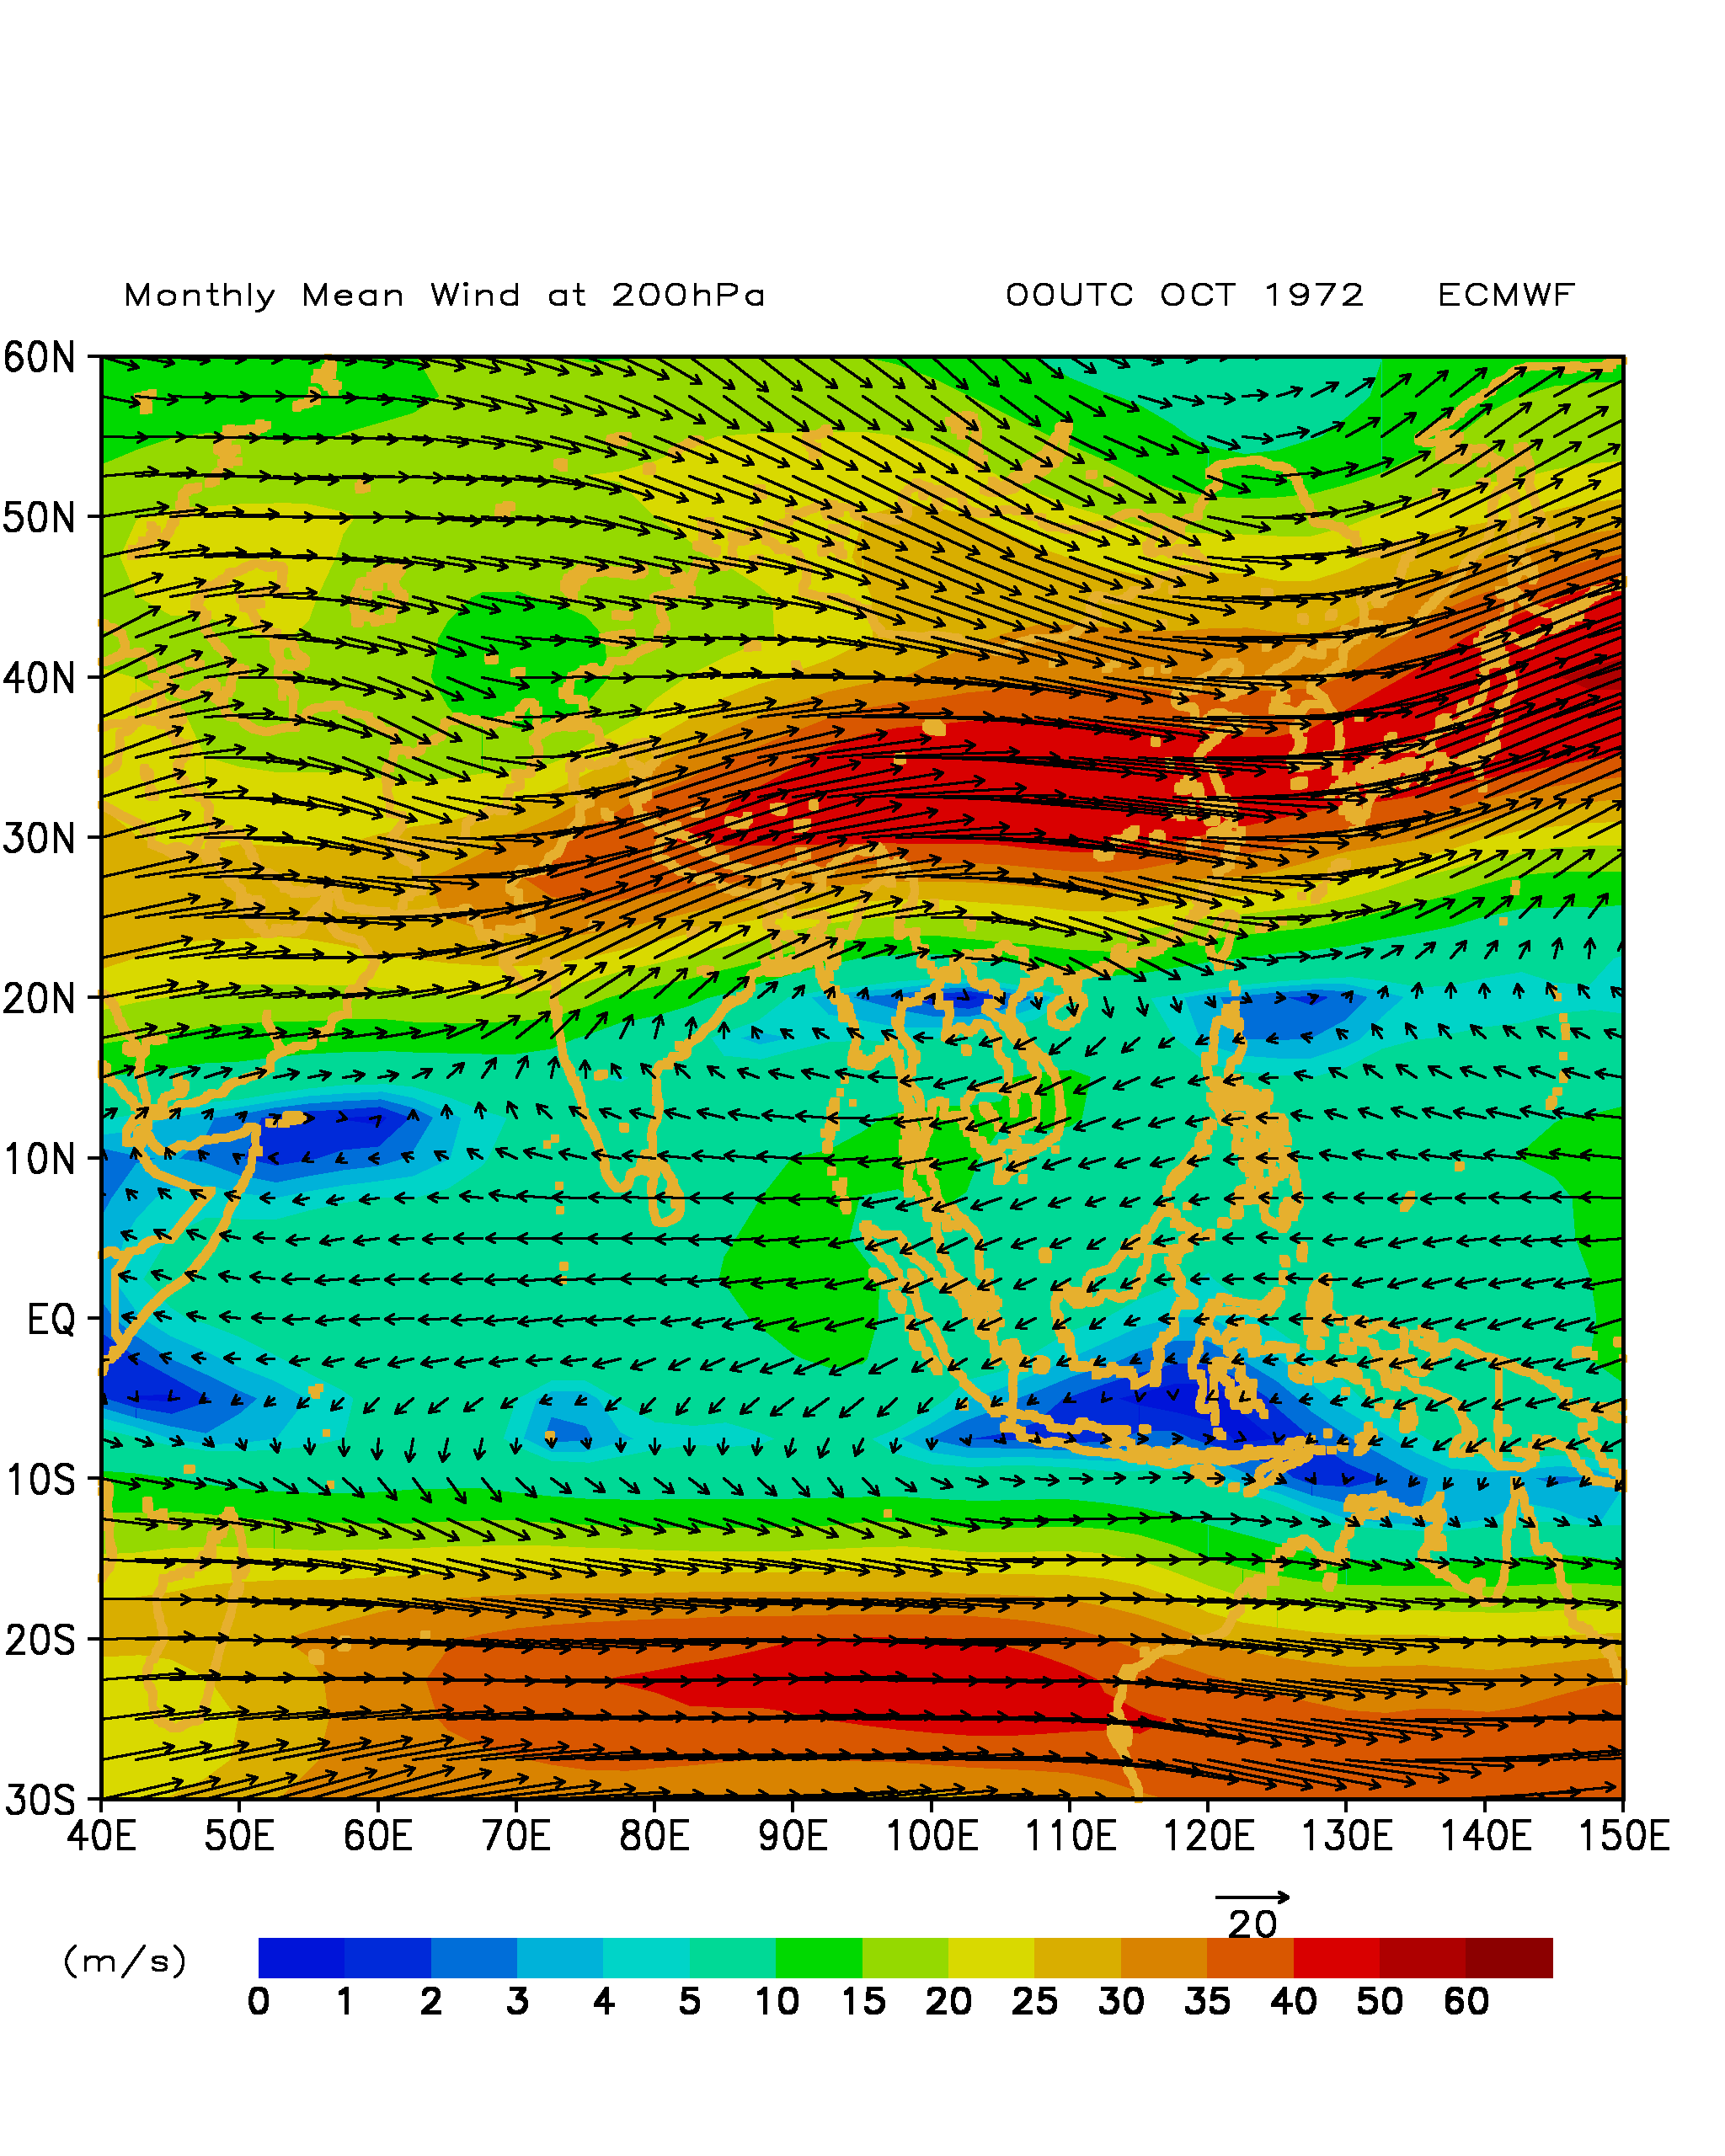 Monthly Mean Wind at 200hPa 00UTC OCT 1972 ECMWF
60N
50N
40N
30N
20N
10N
EQ
10S
20S
30S
40E 50E 60E 70E 80E 90E 100E 110E 120E 130E 140E 150E
20
(m/s)
0 1 2 3 4 5 10 15 20 25 30 35 40 50 60